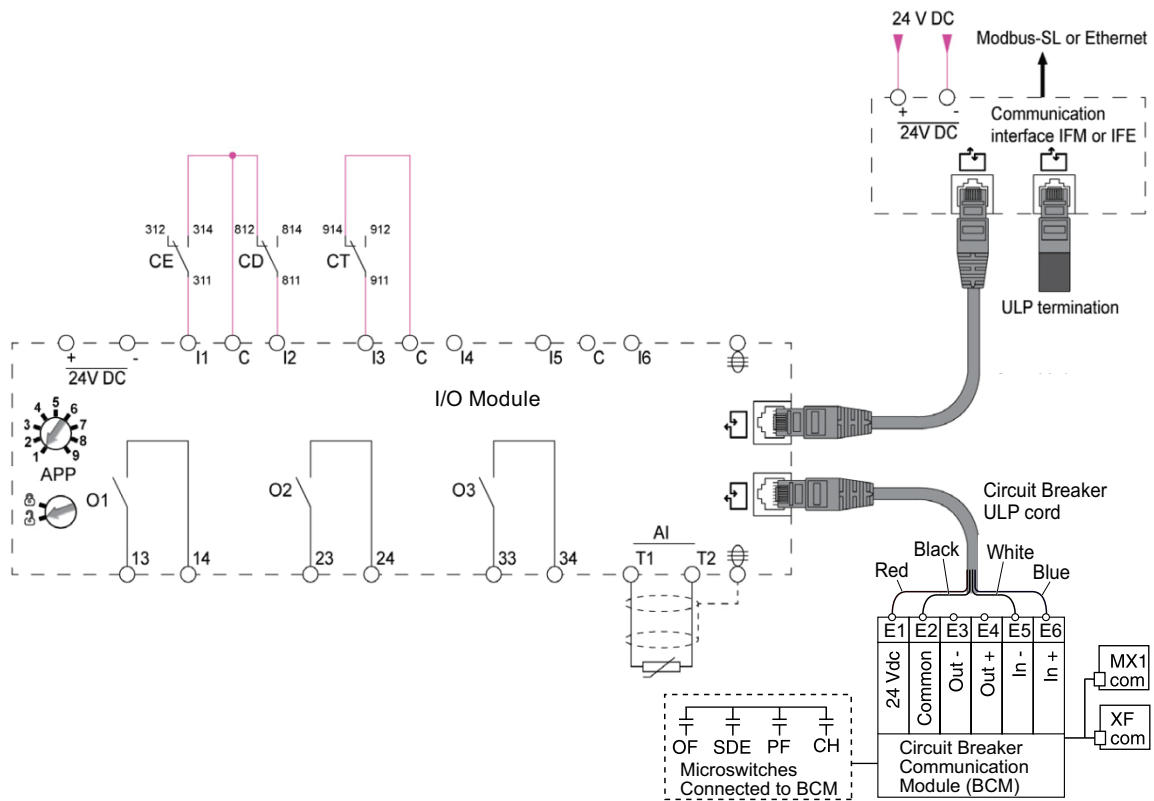 24 V DC
Modbus-SL or Ethernet
+ -
24V DC
Communication
interface IFM or IFE
ULP termination
312 314 812 814 914 912
CE CD CT
311 811 911
+ - I1 C I2 I3 C I4 I5 C I6
24V DC
I/O Module
1 2 3 4 5 6 7 8 9
APP
O1 O2 O3
13 14 23 24 33 34
AI
T1 T2
Circuit Breaker
ULP cord
Black White
Red Blue
E1 E2 E3 E4 E5 E6
24 Vdc
Common
Out -
Out +
In -
In +
MX1
com
XF
com
OF SDE PF CH
Microswitches
Connected to BCM
Circuit Breaker
Communication
Module (BCM)